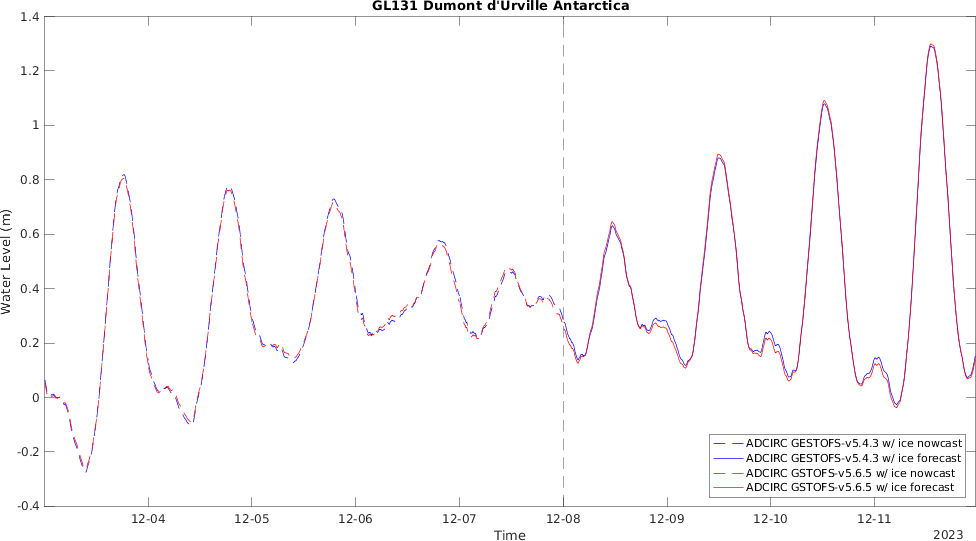 GL131 Dumont d'Urville Antarctica
1.4
1.2
1
0.8
0.6
0.4
0.2
0
-0.2
-0.4
Water Level (m)
12-04 12-05 12-06 12-07 12-08 12-09 12-10 12-11
Time
2023
ADCIRC GESTOFS-v5.4.3 w/ ice nowcast
ADCIRC GESTOFS-v5.4.3 w/ ice forecast
ADCIRC GSTOFS-v5.6.5 w/ ice nowcast
ADCIRC GSTOFS-v5.6.5 w/ ice forecast